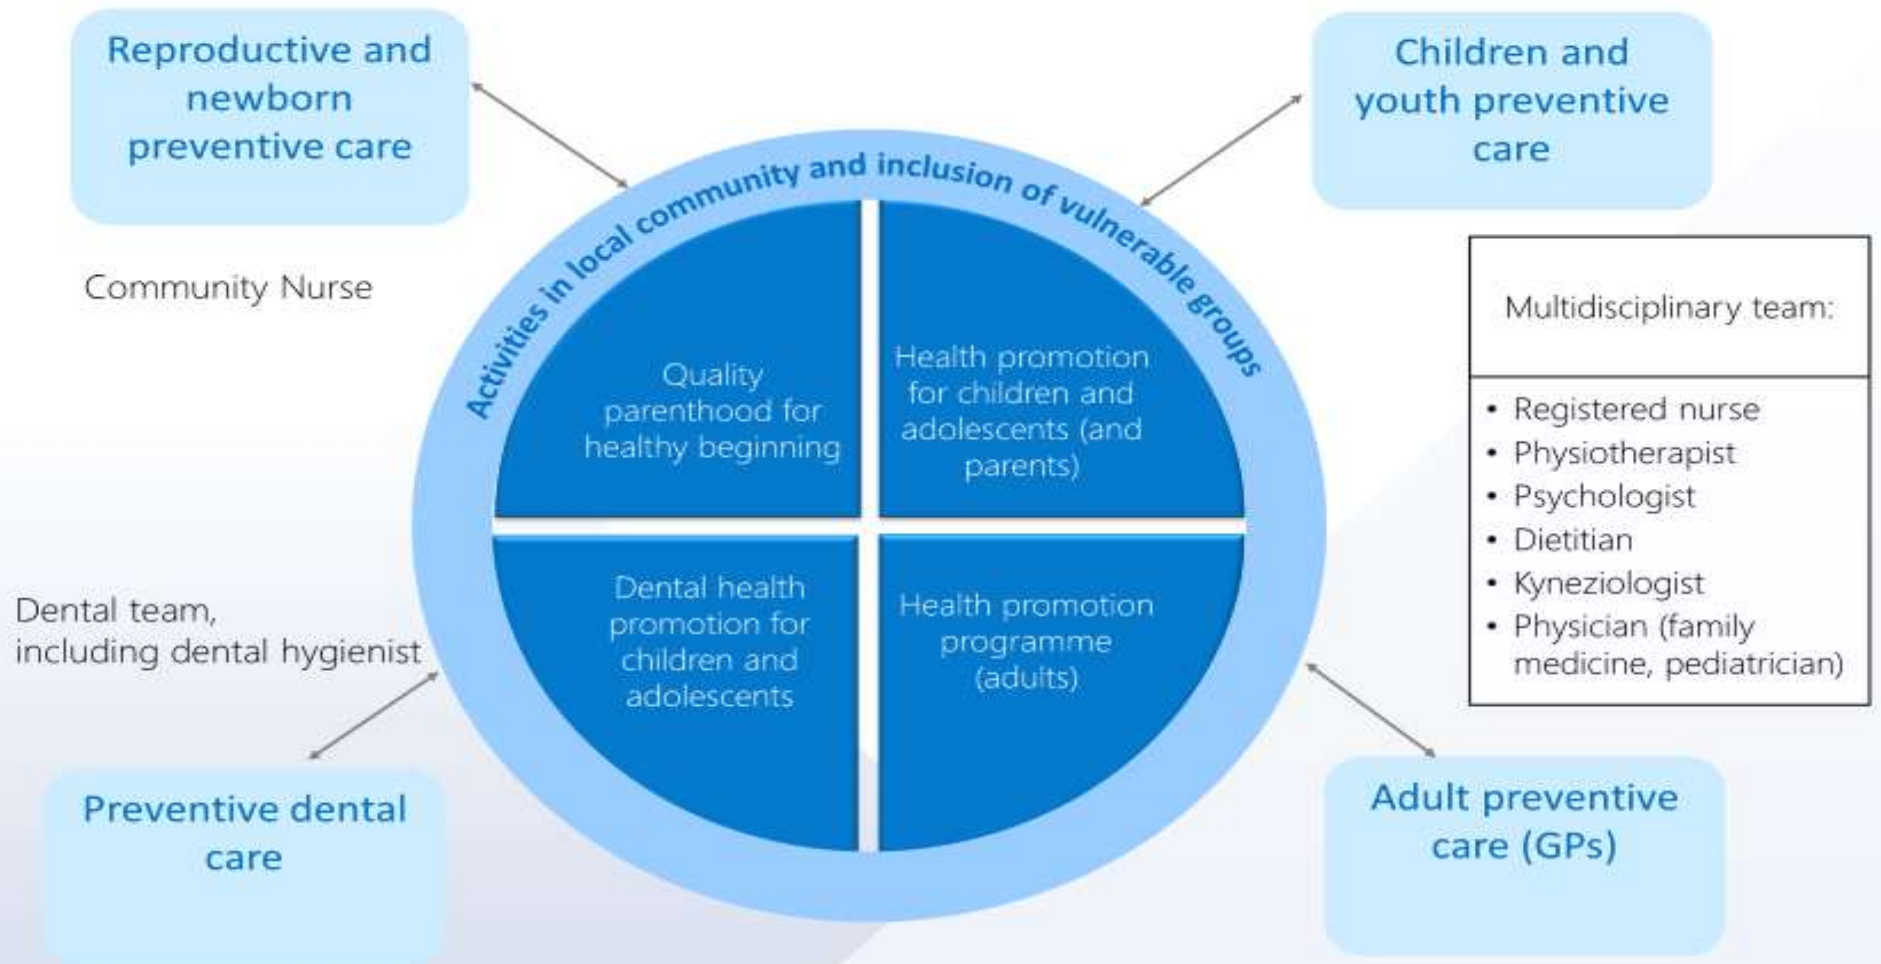 Reproductive and
newborn
preventive care
Children and
youth preventive
care
Activities in local community and inclusion of vulnerable groups
Community Nurse
Quality
parenthood for
healthy beginning
Health promotion
for children and
adolescents (and
parents)
Multidisciplinary team:
• Registered nurse
• Physiotherapist
• Psychologist
• Dietitian
• Kyneziologist
• Physician (family
medicine, pediatrician)
Dental team,
including dental hygienist
Dental health
promotion for
children and
adolescents
Health promotion
programme
(adults)
Preventive dental
care
Adult preventive
care (GPs)